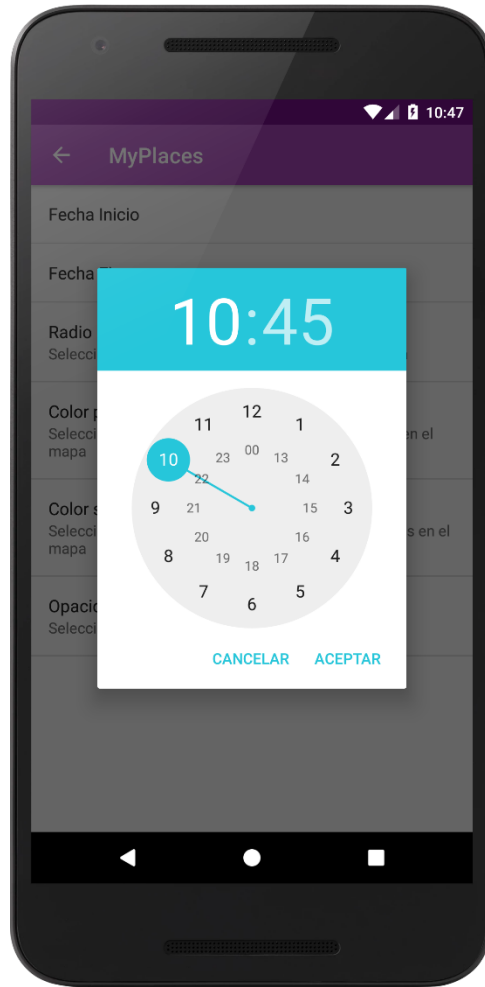 10:47
MyPlaces
Fecha Inicio
Fecha
10:45
Radio
Selecci
Color
Selecci en el
mapa
Color s
Selecci s en el
mapa
Opacid
Selecci
12
11 1
00
23 13
10 2
22 14
9 21 15 3
20 16
8 4
19 17
18
7 5
6
CANCELAR ACEPTAR